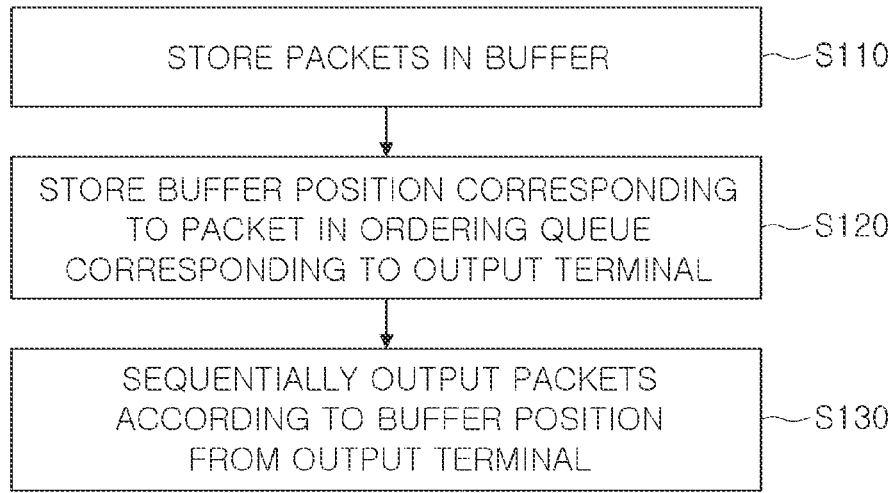 STORE PACKETS IN BUFFER
S110
STORE BUFFER POSITION CORRESPONDING
TO PACKET IN ORDERING QUEUE
CORRESPONDING TO OUTPUT TERMINAL
S120
SEQUENTIALLY OUTPUT PACKETS
ACCORDING TO BUFFER POSITION
FROM OUTPUT TERMINAL
S130